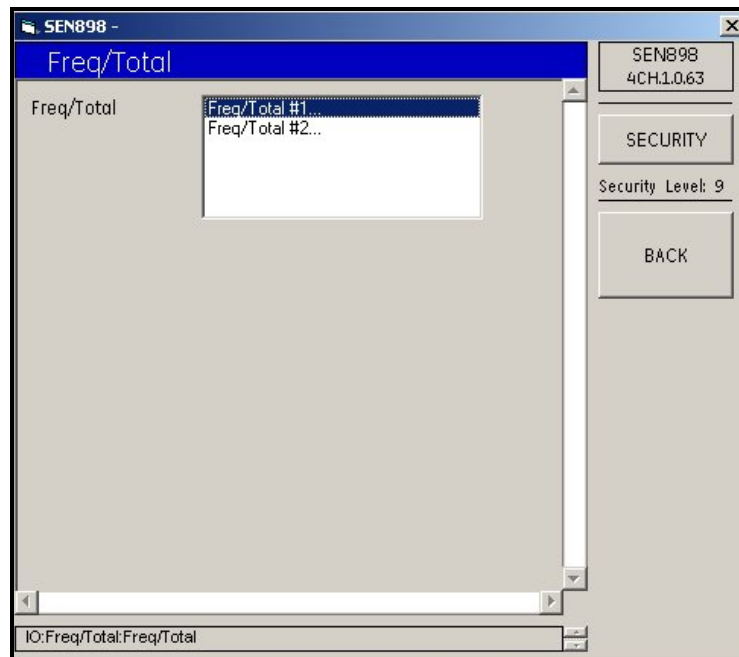 SEN898 -
Freq/Total
SEN898
4CH.1.0.63
Freq/Total
Freq/Total #1...
Freq/Total #2...
SECURITY
Security Level: 9
BACK
IO:Freq/Total:Freq/Total